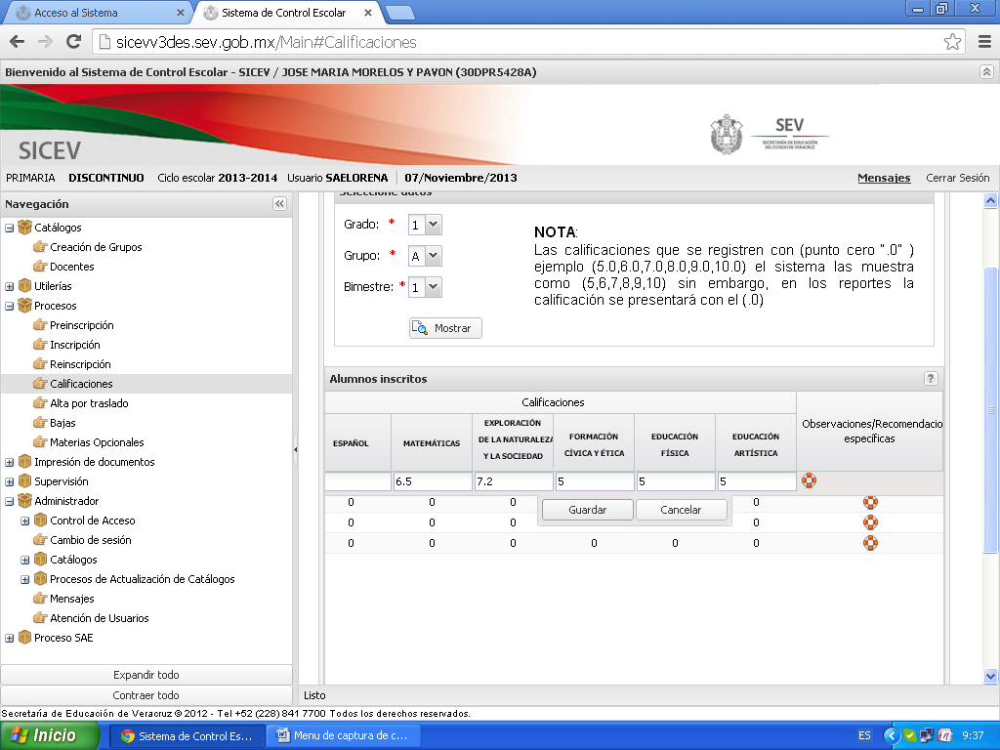 Acceso al Sistema
Sistema de Control Escolar
sicevv3des.sev.gob.mx/Main#Calificaciones
Bienvenido al Sistema de Control Escolar - SICEV / JOSE MARIA MORELOS Y PAVON (30DPR5428A)
SICEV
SEV
SECRETARÍA DE EDUCACIÓN
DEL ESTADO DE VERACRUZ
PRIMARIA DISCONTINUO Ciclo escolar 2013-2014 Usuario SAELORENA 07/Noviembre/2013 Mensajes Cerrar Sesión
Navegación
Catálogos
Creación de Grupos
Docentes
Utilerías
Procesos
Preinscripción
Inscripción
Reinscripción
Calificaciones
Alta por traslado
Bajas
Materias Opcionales
Impresión de documentos
Supervisión
Administrador
Control de Acceso
Cambio de sesión
Catálogos
Procesos de Actualización de Catálogos
Mensajes
Atención de Usuarios
Proceso SAE
Expandir todo
Contraer todo
Seleccione datos
Grado: * 1
Grupo: * A
Bimestre: * 1
Mostrar
NOTA:
Las calificaciones que se registren con (punto cero ".0" )
ejemplo (5.0,6.0,7.0,8.0,9.0,10.0) el sistema las muestra
como (5,6,7,8,9,10) sin embargo, en los reportes la
calificación se presentará con el (.0)
Alumnos inscritos ?
Calificaciones
ESPAÑOL
MATEMÁTICAS
EXPLORACIÓN
DE LA NATURALEZA
Y LA SOCIEDAD
FORMACIÓN
CÍVICA Y ÉTICA
EDUCACIÓN
FÍSICA
EDUCACIÓN
ARTÍSTICA
Observaciones/Recomendacio
específicas
6.5 7.2 5 5 5
0 0 0 0
Guardar Cancelar
0 0 0 0
0 0 0 0 0 0
Listo
Secretaría de Educación de Veracruz © 2012 - Tel +52 (228) 841 7700 Todos los derechos reservados.
Inicio
Sistema de Control Es...
Menu de captura de c...
ES
9:37